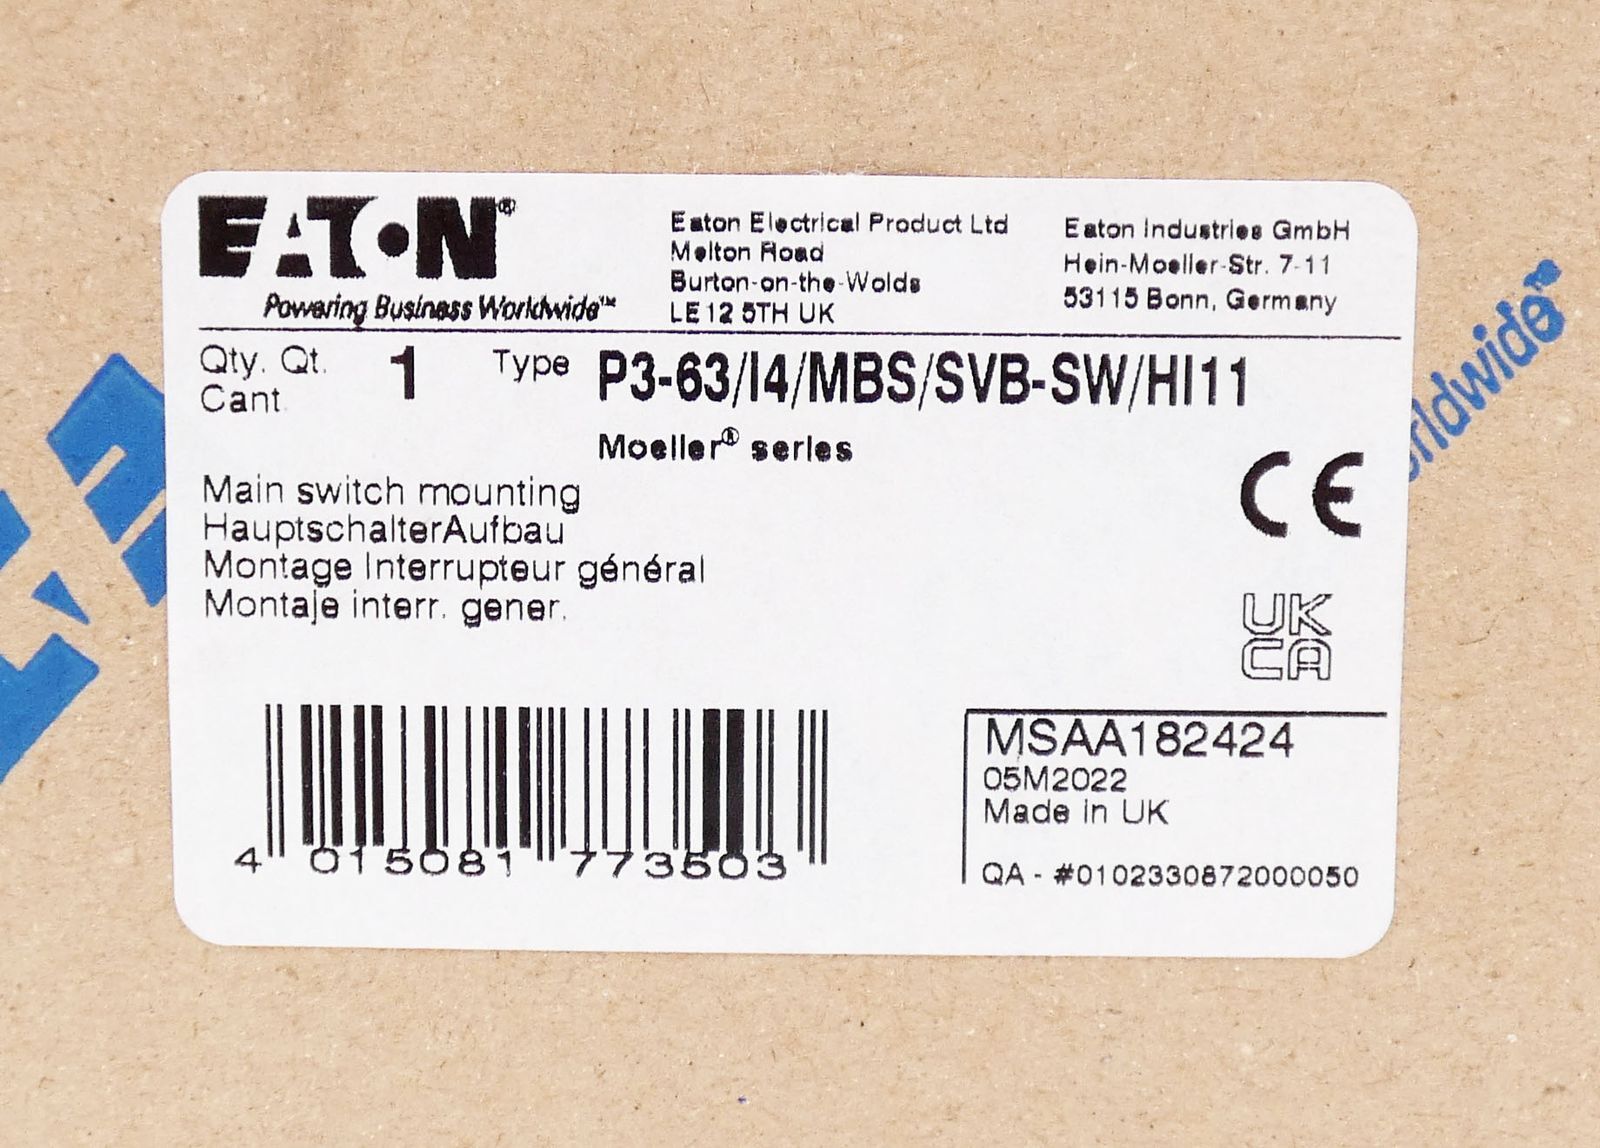 EATON®
Powering Business Worldwide™
Eaton Electrical Product Ltd
Melton Road
Burton-on-the-Wolds
LE12 5TH UK
Eaton Industries GmbH
Hein-Moeller-Str. 7-11
53115 Bonn, Germany
Qty. Qt. 1 Type P3-63/I4/MBS/SVB-SW/HI11
Cant.
Moeller® series
Main switch mounting
HauptschalterAufbau
Montage Interrupteur général
Montaje interr. gener.
CE
UK
CA
4 015081 773503
MSAA182424
05M2022
Made in UK
QA - #0102330872000050